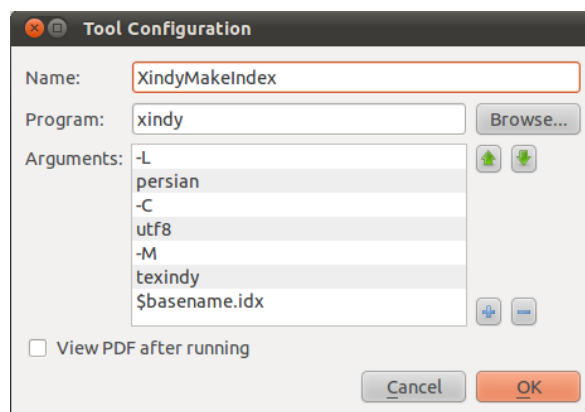 Tool Configuration
Name: XindyMakeIndex
Program: xindy Browse...
Arguments: -L
persian
-C
utf8
-M
texindy
$basename.idx
View PDF after running
Cancel OK